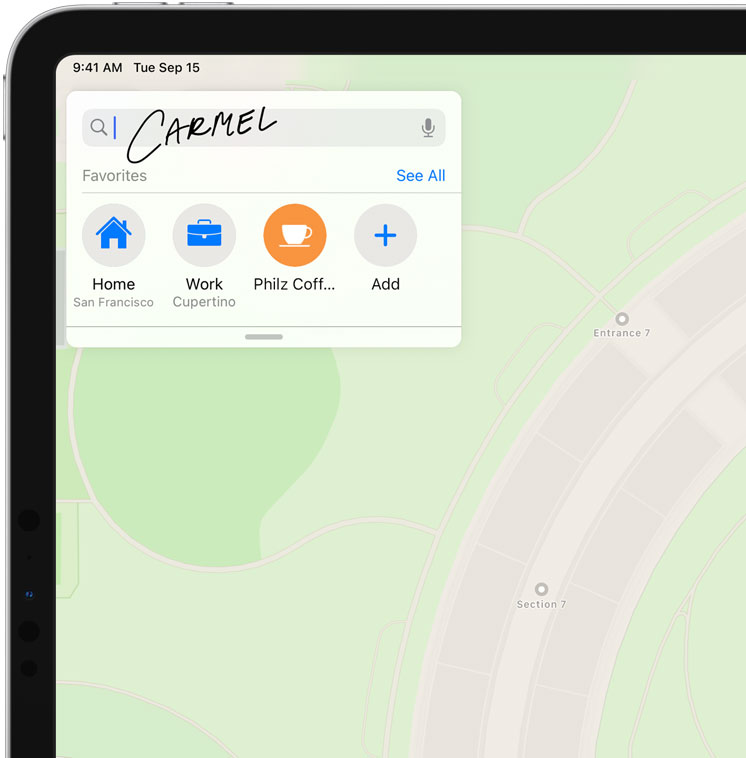 9:41 AM Tue Sep 15
CARMEL
Favorites See All
Home Work Philz Coff... Add
San Francisco Cupertino
Entrance 7
Section 7